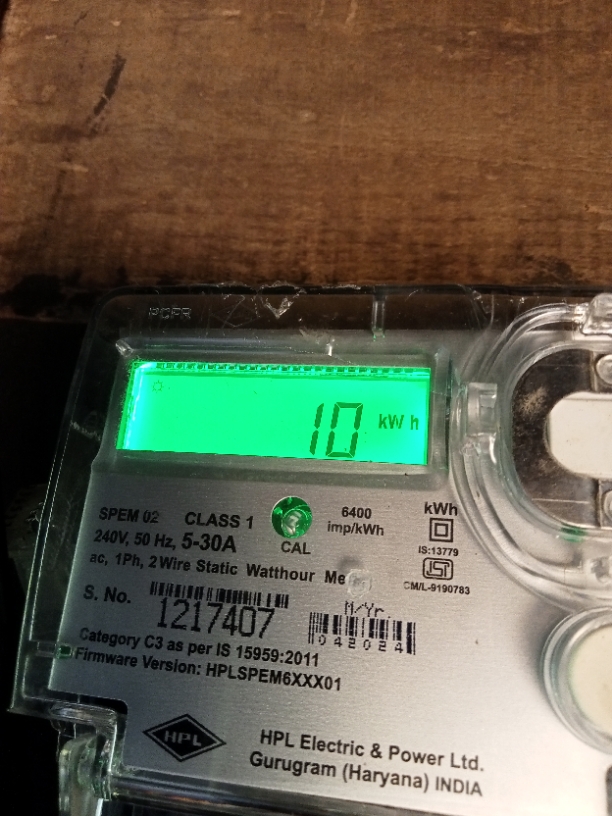 10 kWh
SPEM 02 CLASS 1
6400
imp/kWh
kWh
240V, 50 Hz, 5-30A
CAL
IS:13779
ac, 1Ph, 2 Wire Static Watthour Me
ISI
CM/L-9190783
S. No.
1217407
M/Yr
042024
Category C3 as per IS 15959:2011
Firmware Version: HPLSPEM6XXX01
HPL
HPL Electric & Power Ltd.
Gurugram (Haryana) INDIA